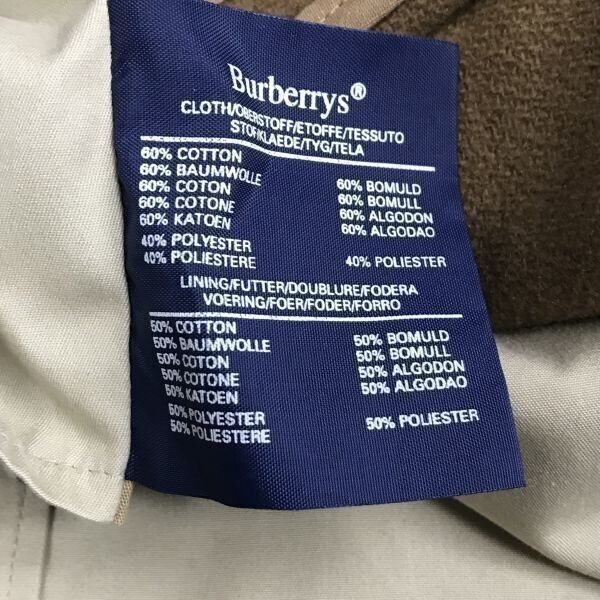 Burberrys®
CLOTH/OBERSTOFF/ETOFFE/TESSUTO
STOF/KLAEDE/TYG/TELA
60% COTTON
60% BAUMWOLLE
60% COTON
60% COTONE
60% KATOEN
60% BOMULD
60% BOMULL
60% ALGODON
60% ALGODAO
40% POLYESTER
40% POLIESTERE
40% POLIESTER
LINING/FUTTER/DOUBLURE/FODERA
VOERING/FOER/FODER/FORRO
50% COTTON
50% BAUMWOLLE
50% COTON
50% COTONE
50% KATOEN
50% BOMULD
50% BOMULL
50% ALGODON
50% ALGODAO
50% POLYESTER
50% POLIESTERE
50% POLIESTER